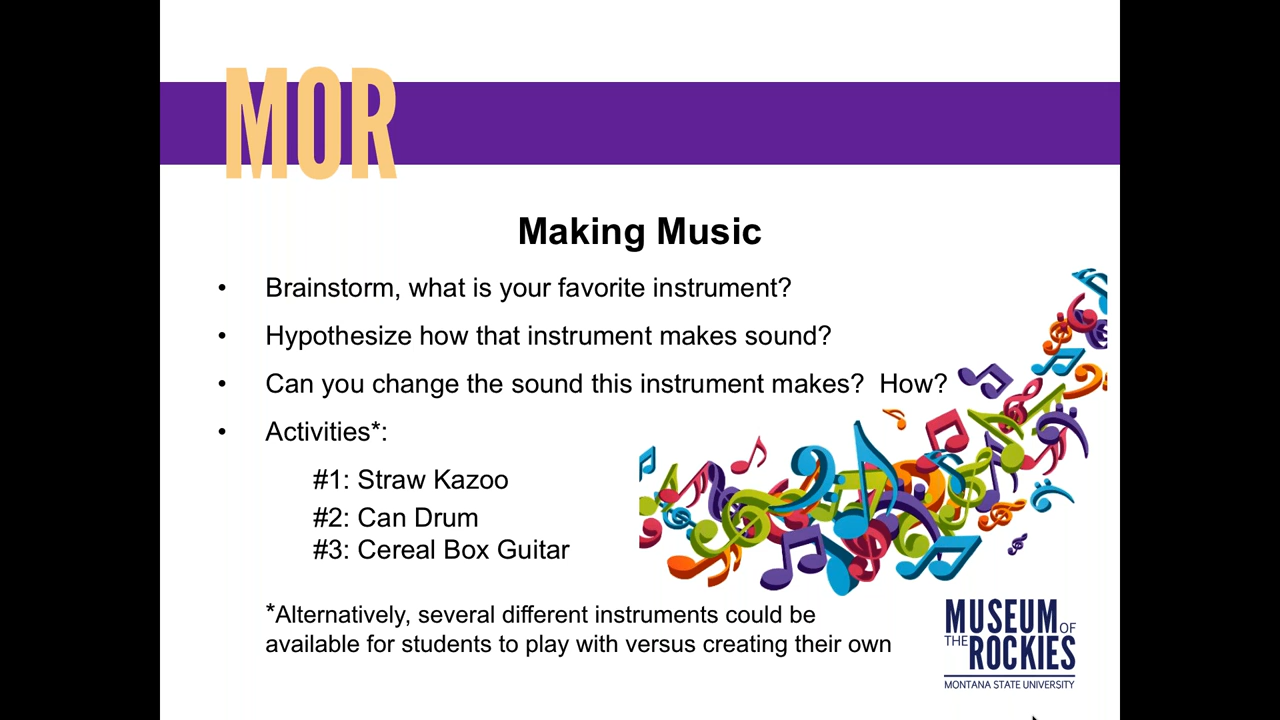 MOR
Making Music
• Brainstorm, what is your favorite instrument?
• Hypothesize how that instrument makes sound?
• Can you change the sound this instrument makes?  How?
• Activities*:
#1: Straw Kazoo
#2: Can Drum
#3: Cereal Box Guitar
*Alternatively, several different instruments could be
available for students to play with versus creating their own
MUSEUM OF
THE ROCKIES
MONTANA STATE UNIVERSITY